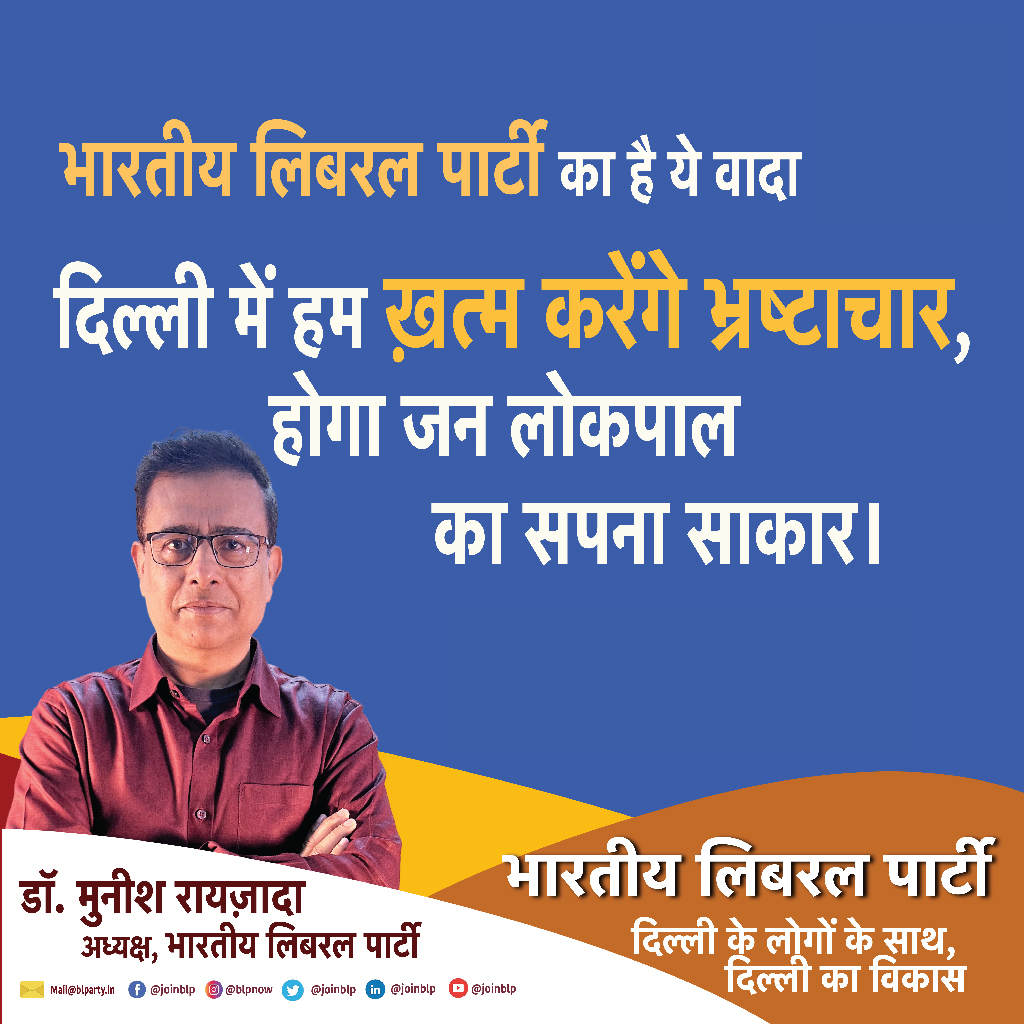 भारतीय लिबरल पार्टी का है ये वादा
दिल्ली में हम ख़त्म करेंगे भ्रष्टाचार,
होगा जन लोकपाल
का सपना साकार।
डॉ. मुनीश रायज़ादा
अध्यक्ष, भारतीय लिबरल पार्टी
Mail@blparty.in @joinblp @blpnow @joinblp @joinblp @joinblp
भारतीय लिबरल पार्टी
दिल्ली के लोगों के साथ,
दिल्ली का विकास